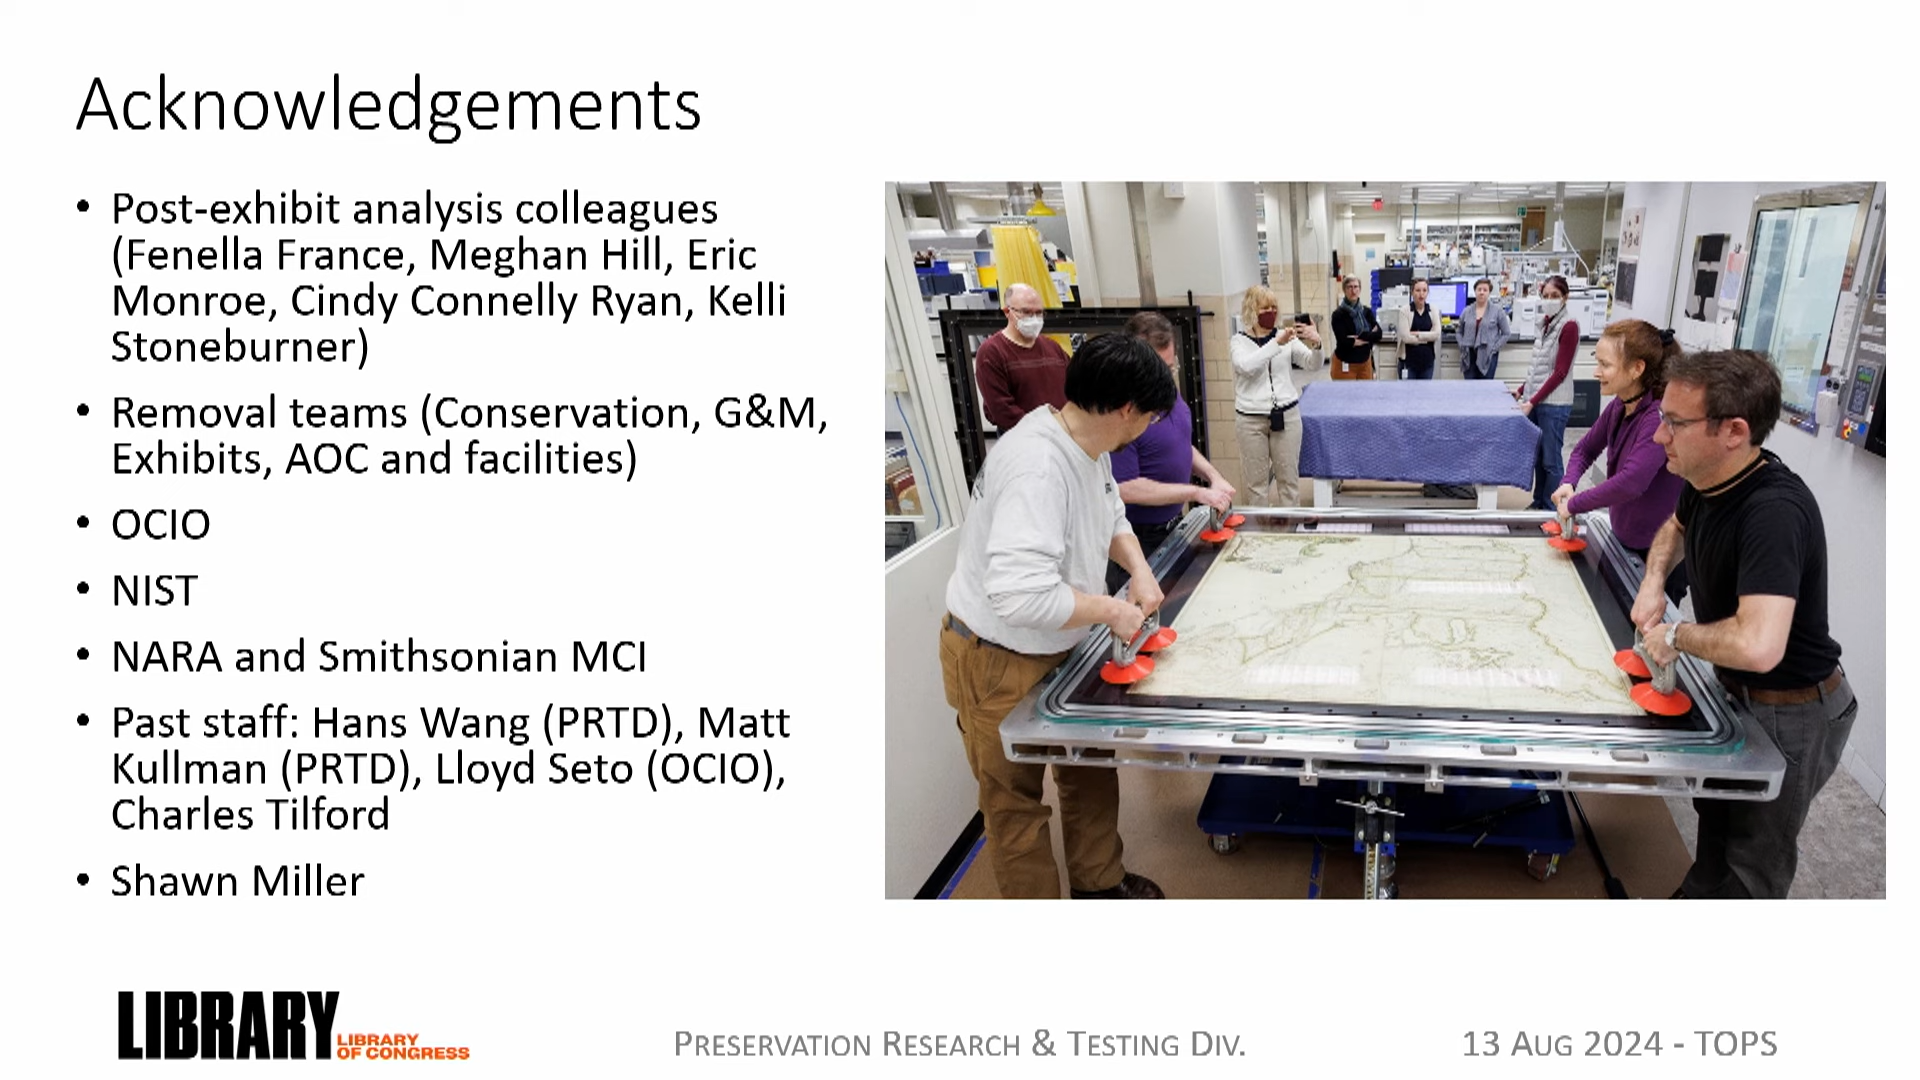 Acknowledgements
• Post-exhibit analysis colleagues
(Fenella France, Meghan Hill, Eric
Monroe, Cindy Connelly Ryan, Kelli
Stoneburner)
• Removal teams (Conservation, G&M,
Exhibits, AOC and facilities)
• OCIO
• NIST
• NARA and Smithsonian MCI
• Past staff: Hans Wang (PRTD), Matt
Kullman (PRTD), Lloyd Seto (OCIO),
Charles Tilford
• Shawn Miller
LIBRARY
LIBRARY
OF CONGRESS
PRESERVATION RESEARCH & TESTING DIV.
13 AUG 2024 - TOPS